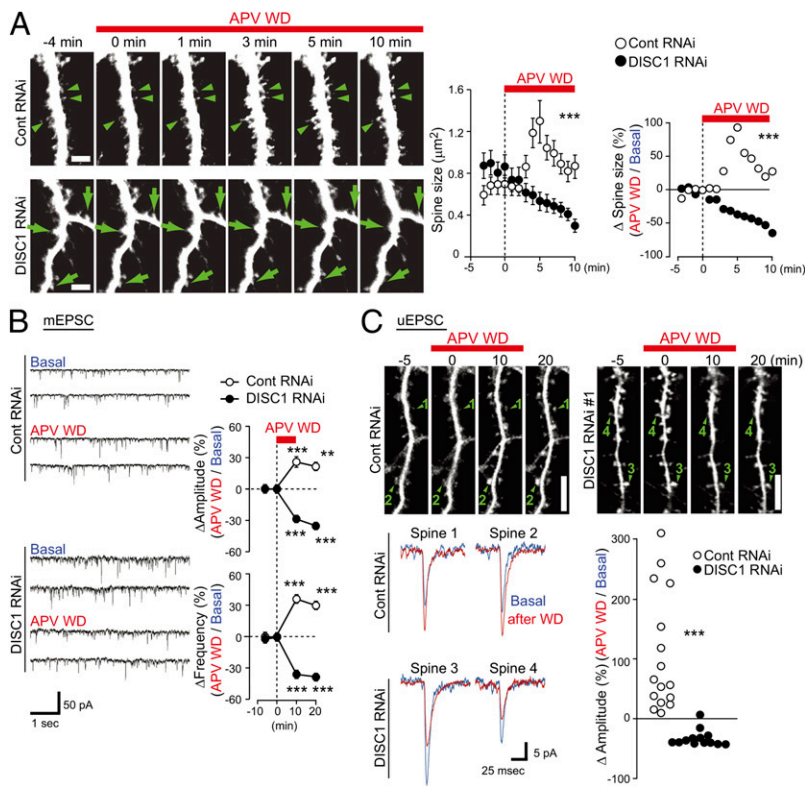 A
APV WD
-4 min 0 min 1 min 3 min 5 min 10 min
Cont RNAi
DISC1 RNAi
Cont RNAi
DISC1 RNAi
APV WD
***
Spine size (μm²)
1.6
1.2
0.8
0.4
0
-5 0 5 10 (min)
APV WD
***
Δ Spine size (%)
(APV WD / Basal)
100
50
0
-50
-100
-5 0 5 10 (min)
B
mEPSC
Cont RNAi
Basal
APV WD
DISC1 RNAi
Basal
APV WD
50 pA
1 sec
Cont RNAi
DISC1 RNAi
APV WD
ΔAmplitude (%)
(APV WD / Basal)
60
30
0
-30
-60
*** **
*** ***
ΔFrequency (%)
(APV WD / Basal)
60
30
0
-30
-60
*** ***
*** ***
-10 0 10 20
(min)
C
uEPSC
APV WD
-5 0 10 20
Cont RNAi
1 1 1 1
2 2 2 2
APV WD
-5 0 10 20 (min)
DISC1 RNAi #1
4 4 4 4
3 3 3 3
Cont RNAi
Spine 1 Spine 2
Basal
after WD
DISC1 RNAi
Spine 3 Spine 4
5 pA
25 msec
Cont RNAi
DISC1 RNAi
***
Δ Amplitude (%) (APV WD / Basal)
300
200
100
0
-100